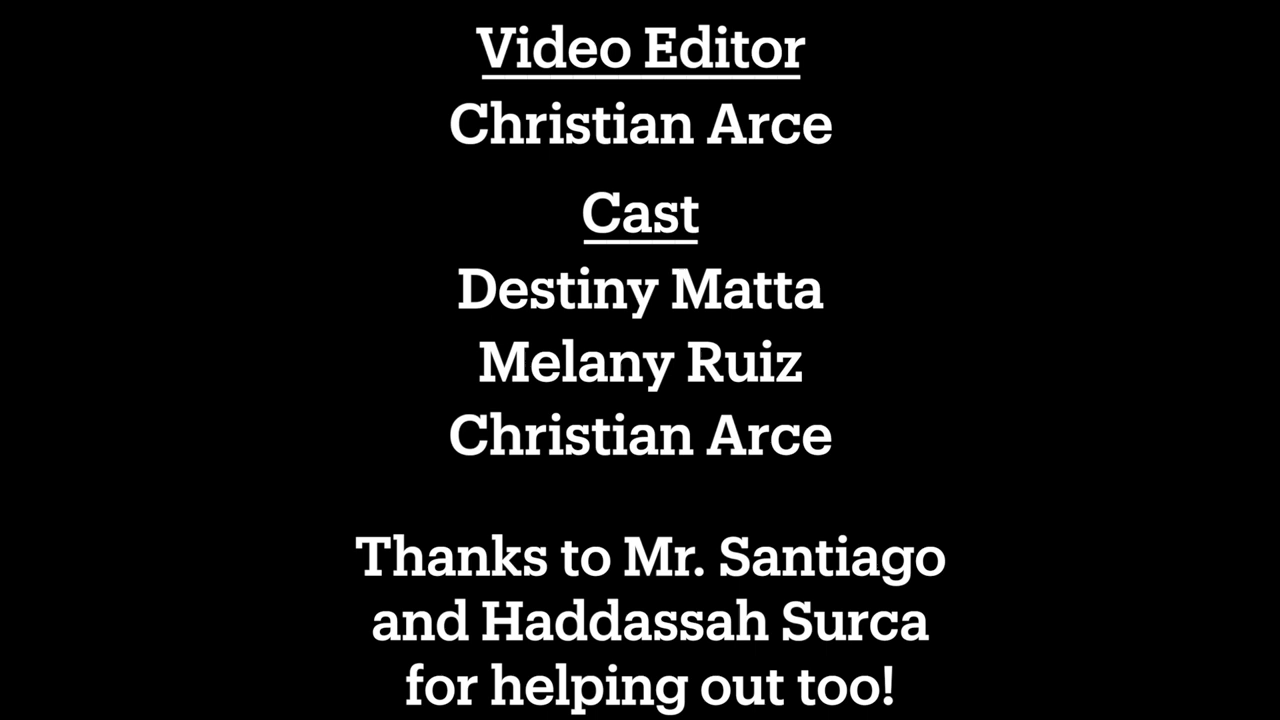 Video Editor
Christian Arce
Cast
Destiny Matta
Melany Ruiz
Christian Arce
Thanks to Mr. Santiago
and Haddassah Surca
for helping out too!